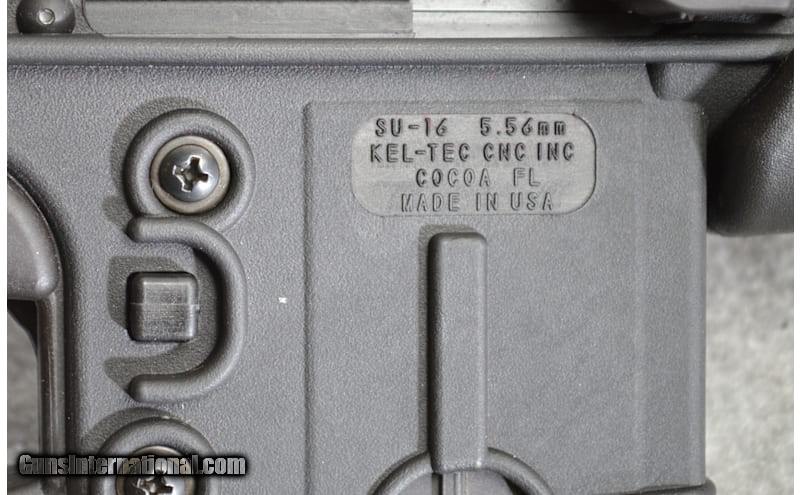 SU-16 5.56mm
KEL-TEC CNC INC
COCOA FL
MADE IN USA
GunsInternational.com